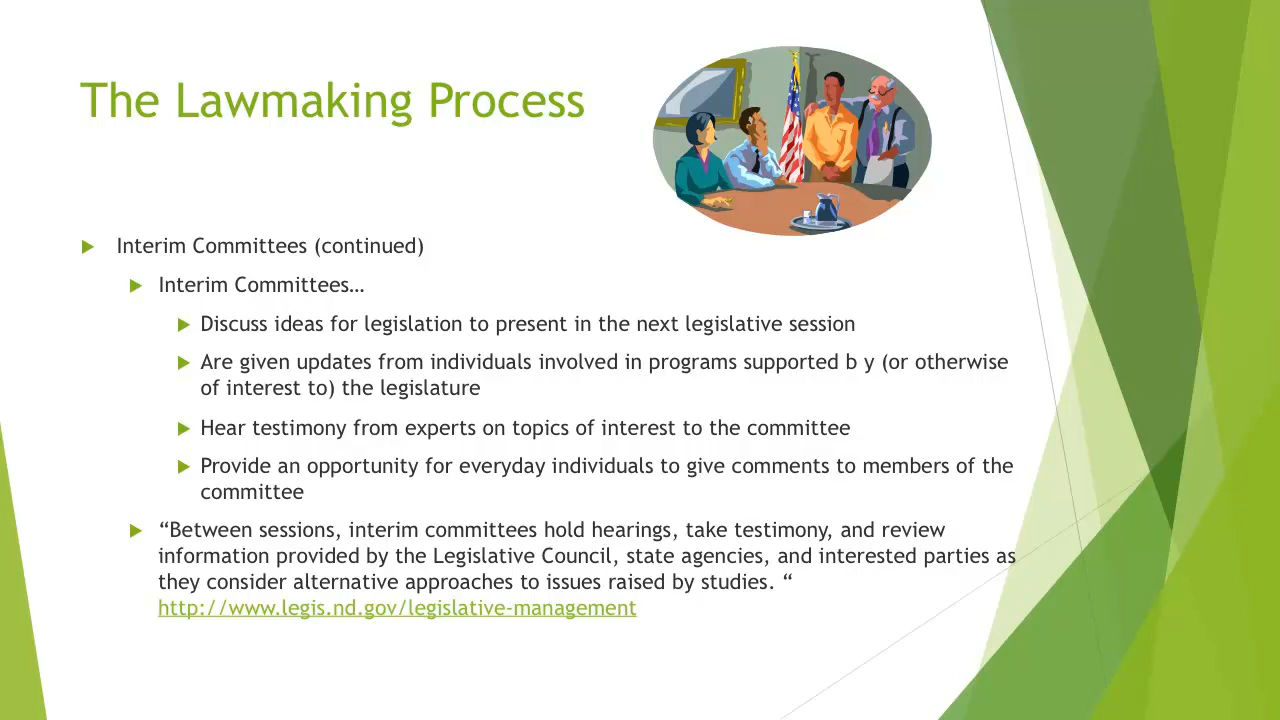 The Lawmaking Process
Interim Committees (continued)
Interim Committees…
Discuss ideas for legislation to present in the next legislative session
Are given updates from individuals involved in programs supported b y (or otherwise
of interest to) the legislature
Hear testimony from experts on topics of interest to the committee
Provide an opportunity for everyday individuals to give comments to members of the
committee
“Between sessions, interim committees hold hearings, take testimony, and review
information provided by the Legislative Council, state agencies, and interested parties as
they consider alternative approaches to issues raised by studies. “
http://www.legis.nd.gov/legislative-management